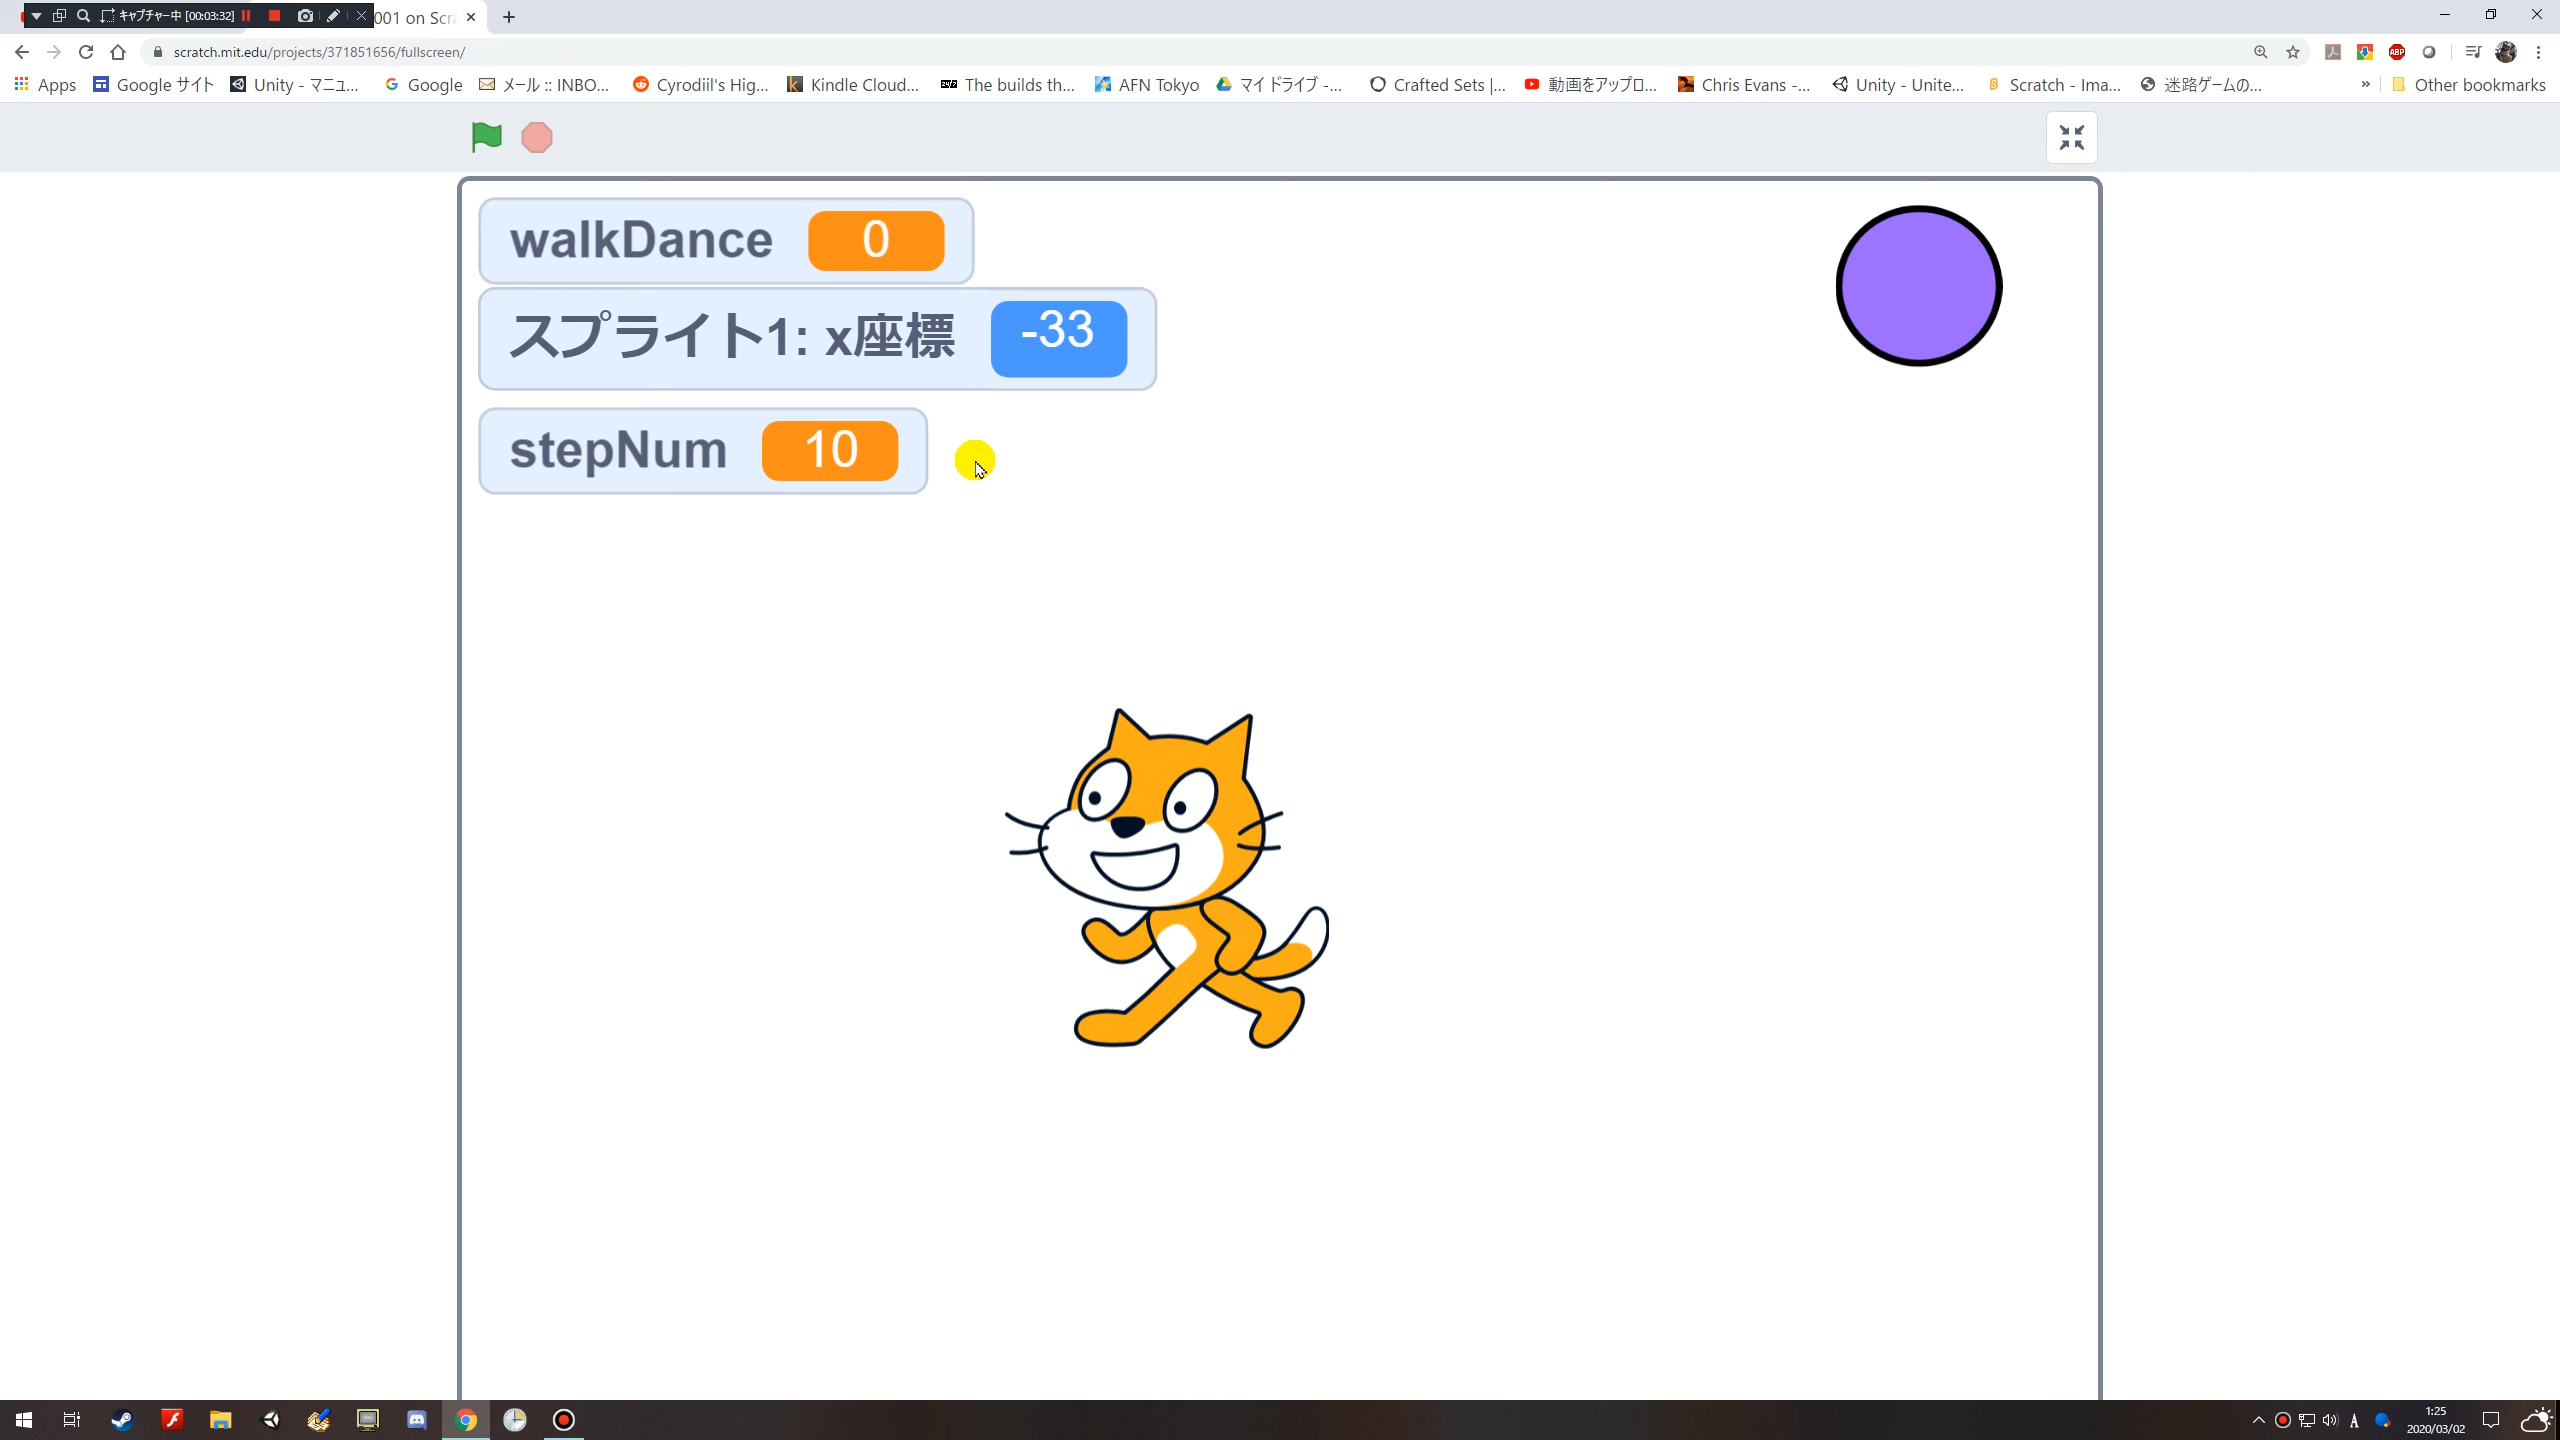 キャプチャー中 [00:03:32]
001 on Scra
scratch.mit.edu/projects/371851656/fullscreen/
Apps
Google サイト
Unity - マニュ...
Google
メール :: INBO...
Cyrodiil's Hig...
Kindle Cloud...
The builds th...
AFN Tokyo
マイドライブ -...
Crafted Sets |...
動画をアップロ...
Chris Evans -...
Unity - Unite...
Scratch - Ima...
迷路ゲームの...
»
Other bookmarks
walkDance 0
スプライト1: x座標 -33
stepNum 10
A
1:25
2020/03/02